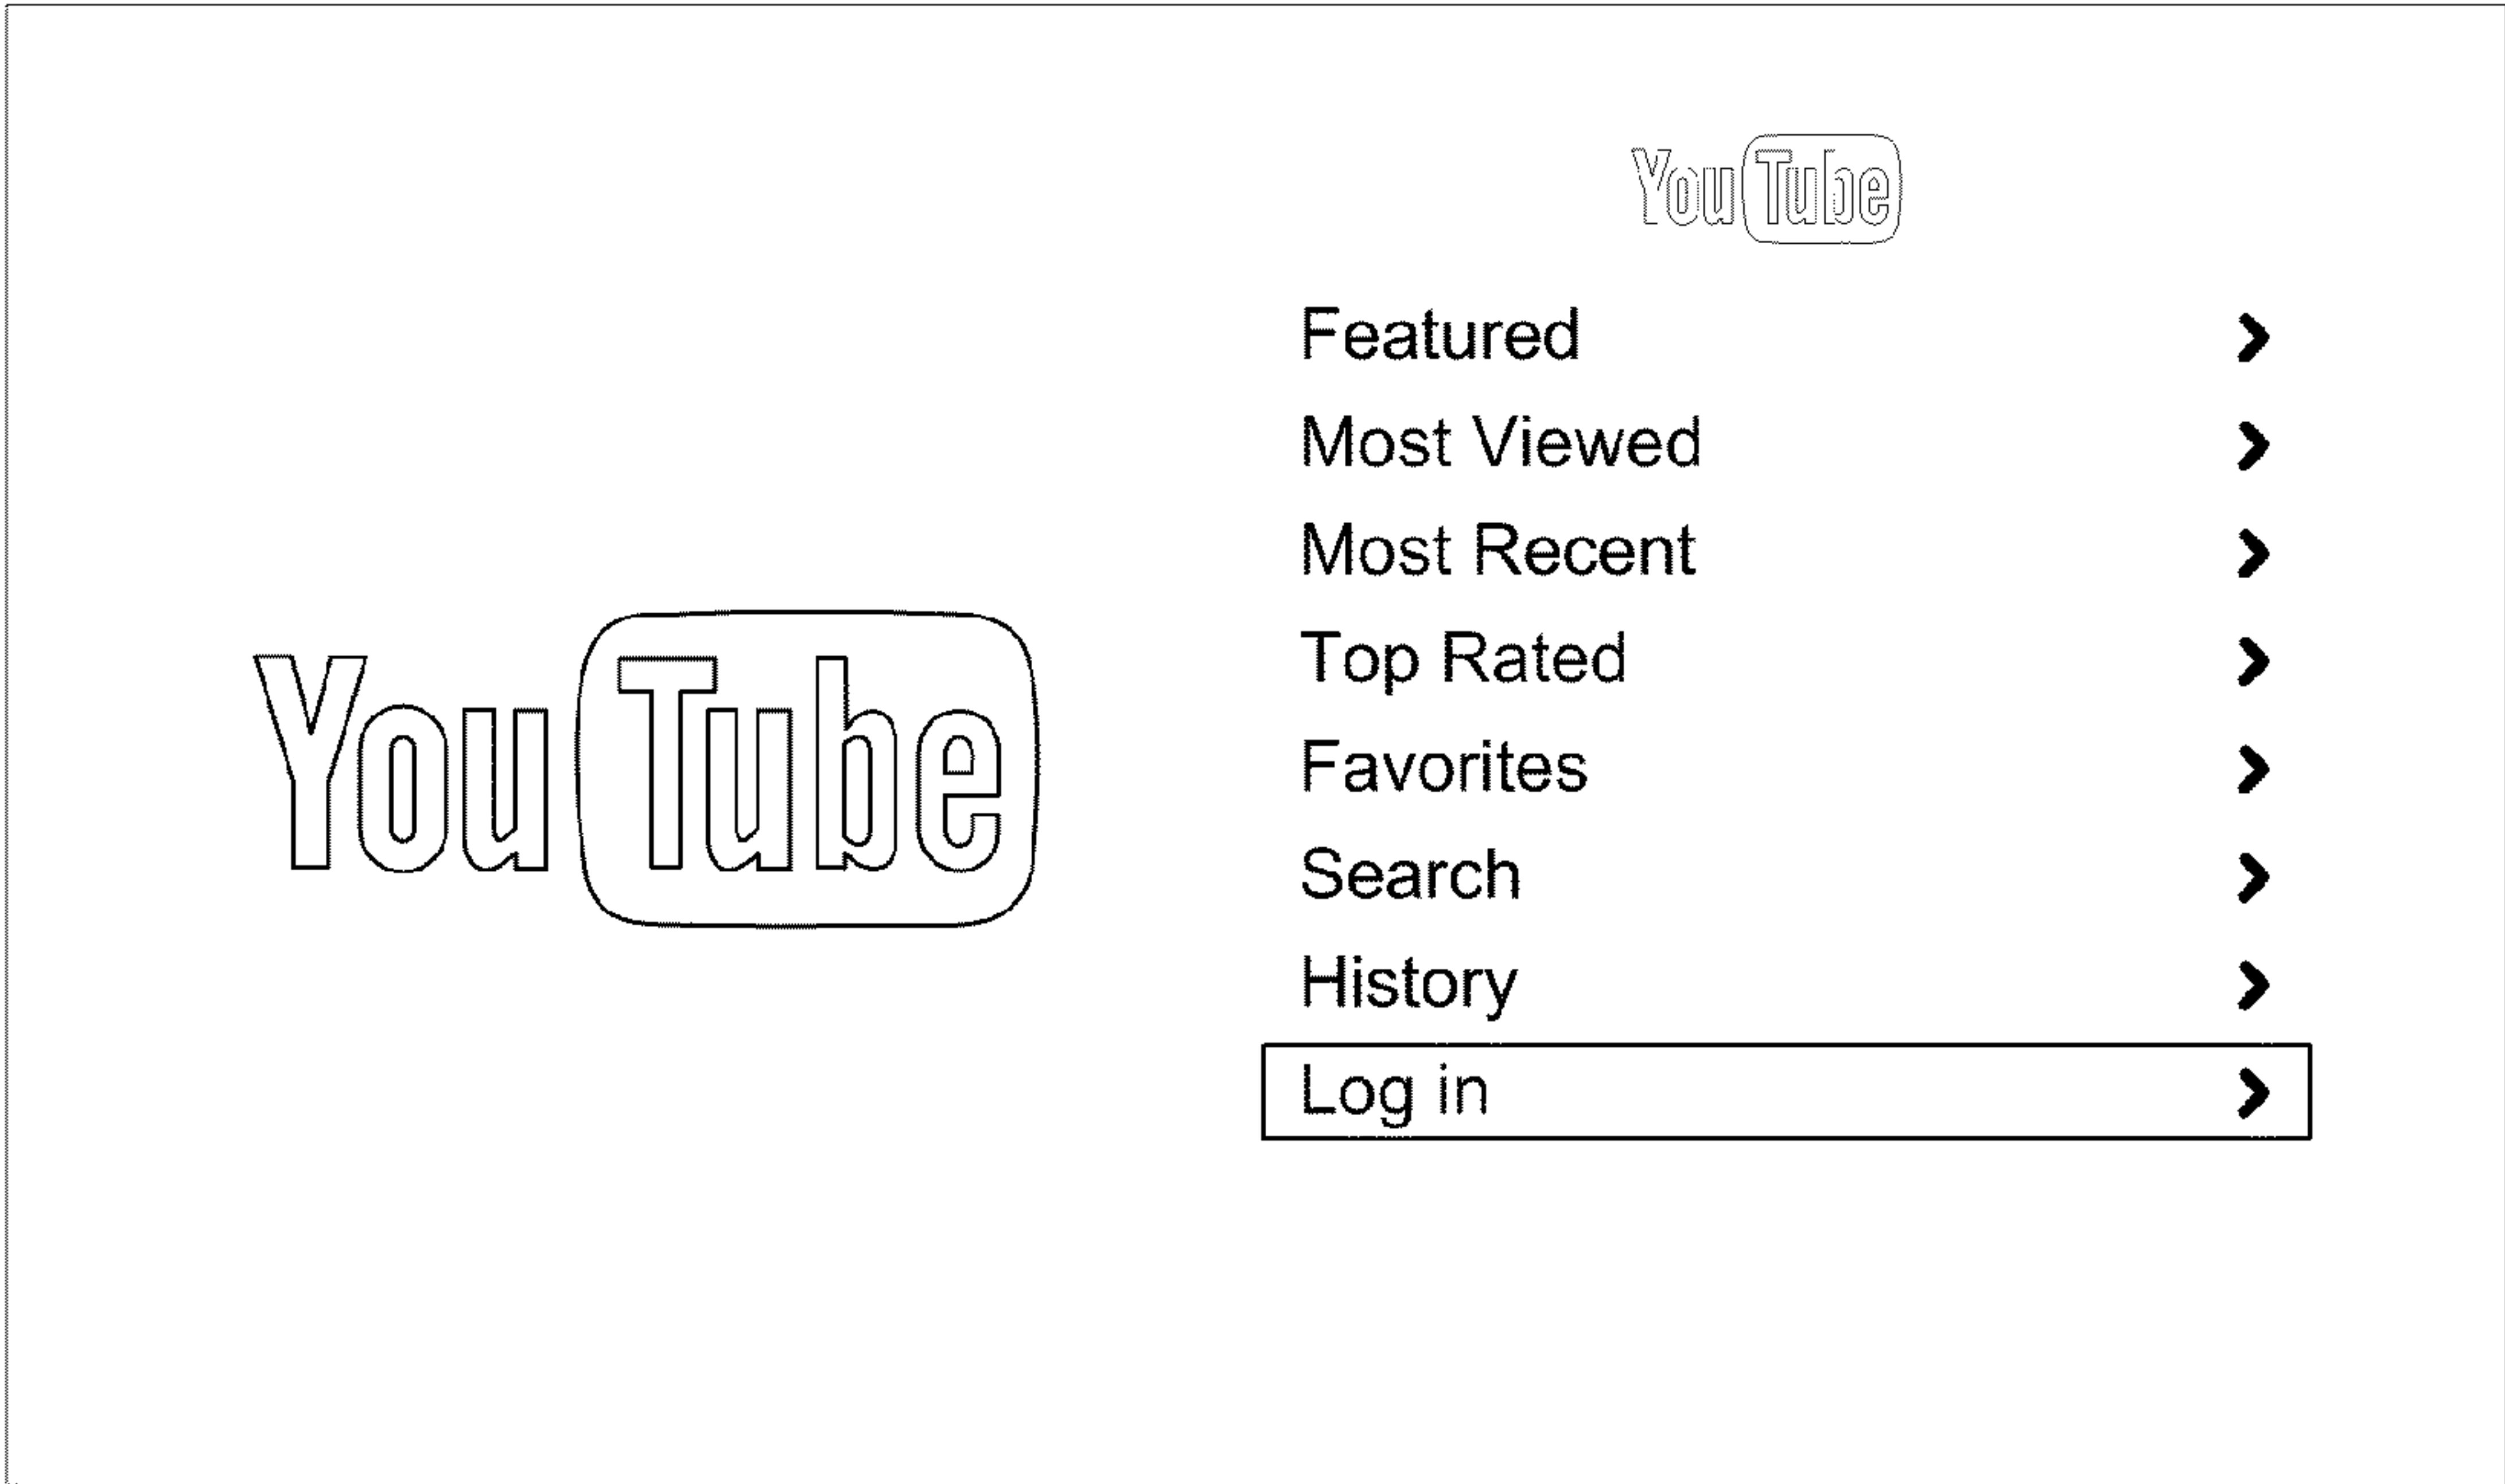 YouTube
YouTube
Featured
Most Viewed
Most Recent
Top Rated
Favorites
Search
History
Log in